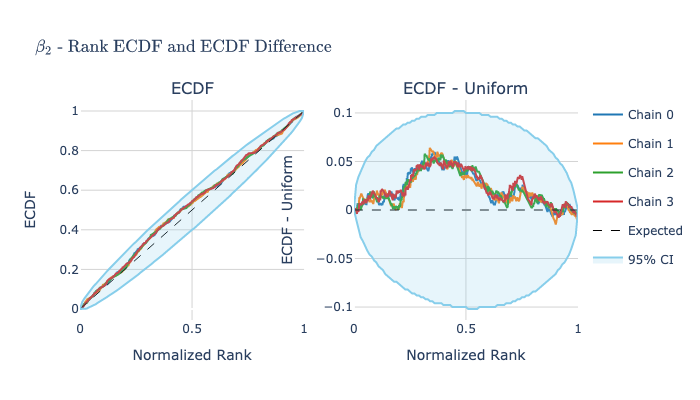 β₂ - Rank ECDF and ECDF Difference
ECDF
ECDF - Uniform
ECDF
1
0.8
0.6
0.4
0.2
0
0
0.5
1
Normalized Rank
ECDF - Uniform
0.1
0.05
0
−0.05
−0.1
0
0.5
1
Normalized Rank
Chain 0
Chain 1
Chain 2
Chain 3
Expected
95% CI